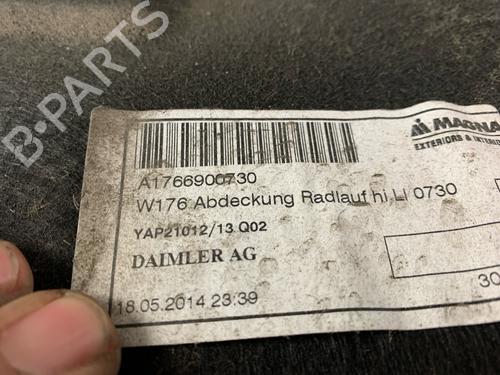 B-PARTS
MAGNA
EXTERIORS & INTERI
A1766900730
W176 Abdeckung Radlauf hi Li 0730
YAP21012/13 Q02
DAIMLER AG
30
18.05.2014 23:39